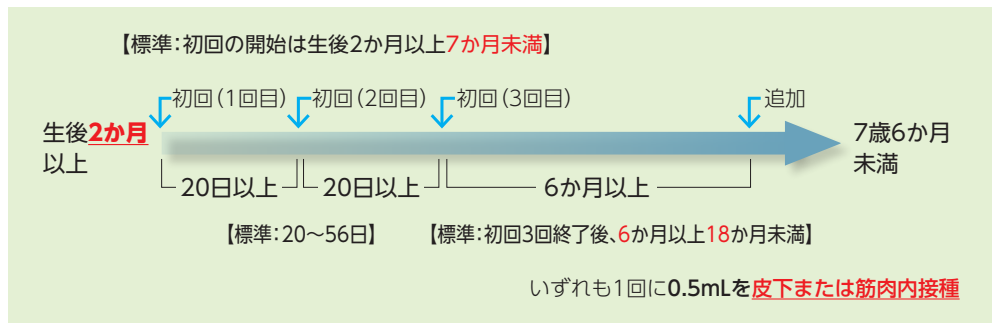 【標準：初回の開始は生後2か月以上7か月未満】
初回（1回目）
初回（2回目）
初回（3回目）
追加
生後2か月
以上
7歳6か月
未満
20日以上
20日以上
6か月以上
【標準：20～56日】
【標準：初回3回終了後、6か月以上18か月未満】
いずれも1回に0.5mLを皮下または筋肉内接種